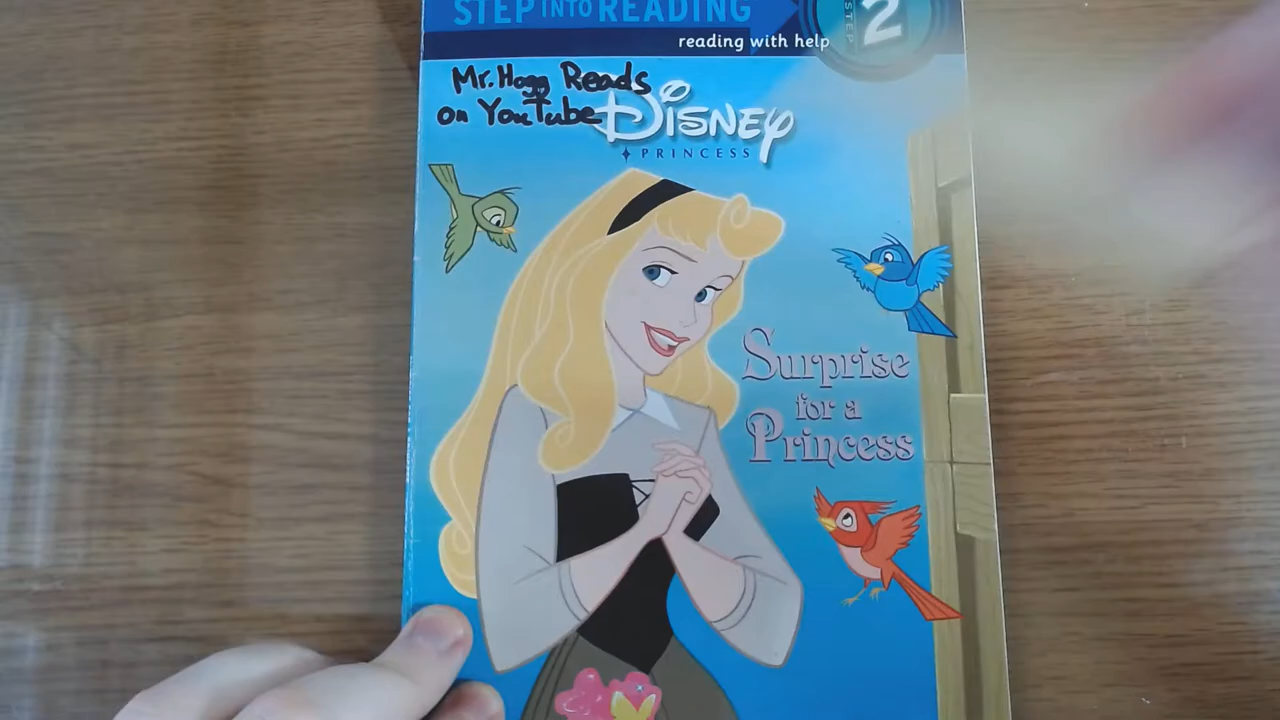 STEP INTO READING
STEP 2
reading with help
Mr. Hogg Reads
on YouTube
Disney
PRINCESS
Surprise
for a
Princess